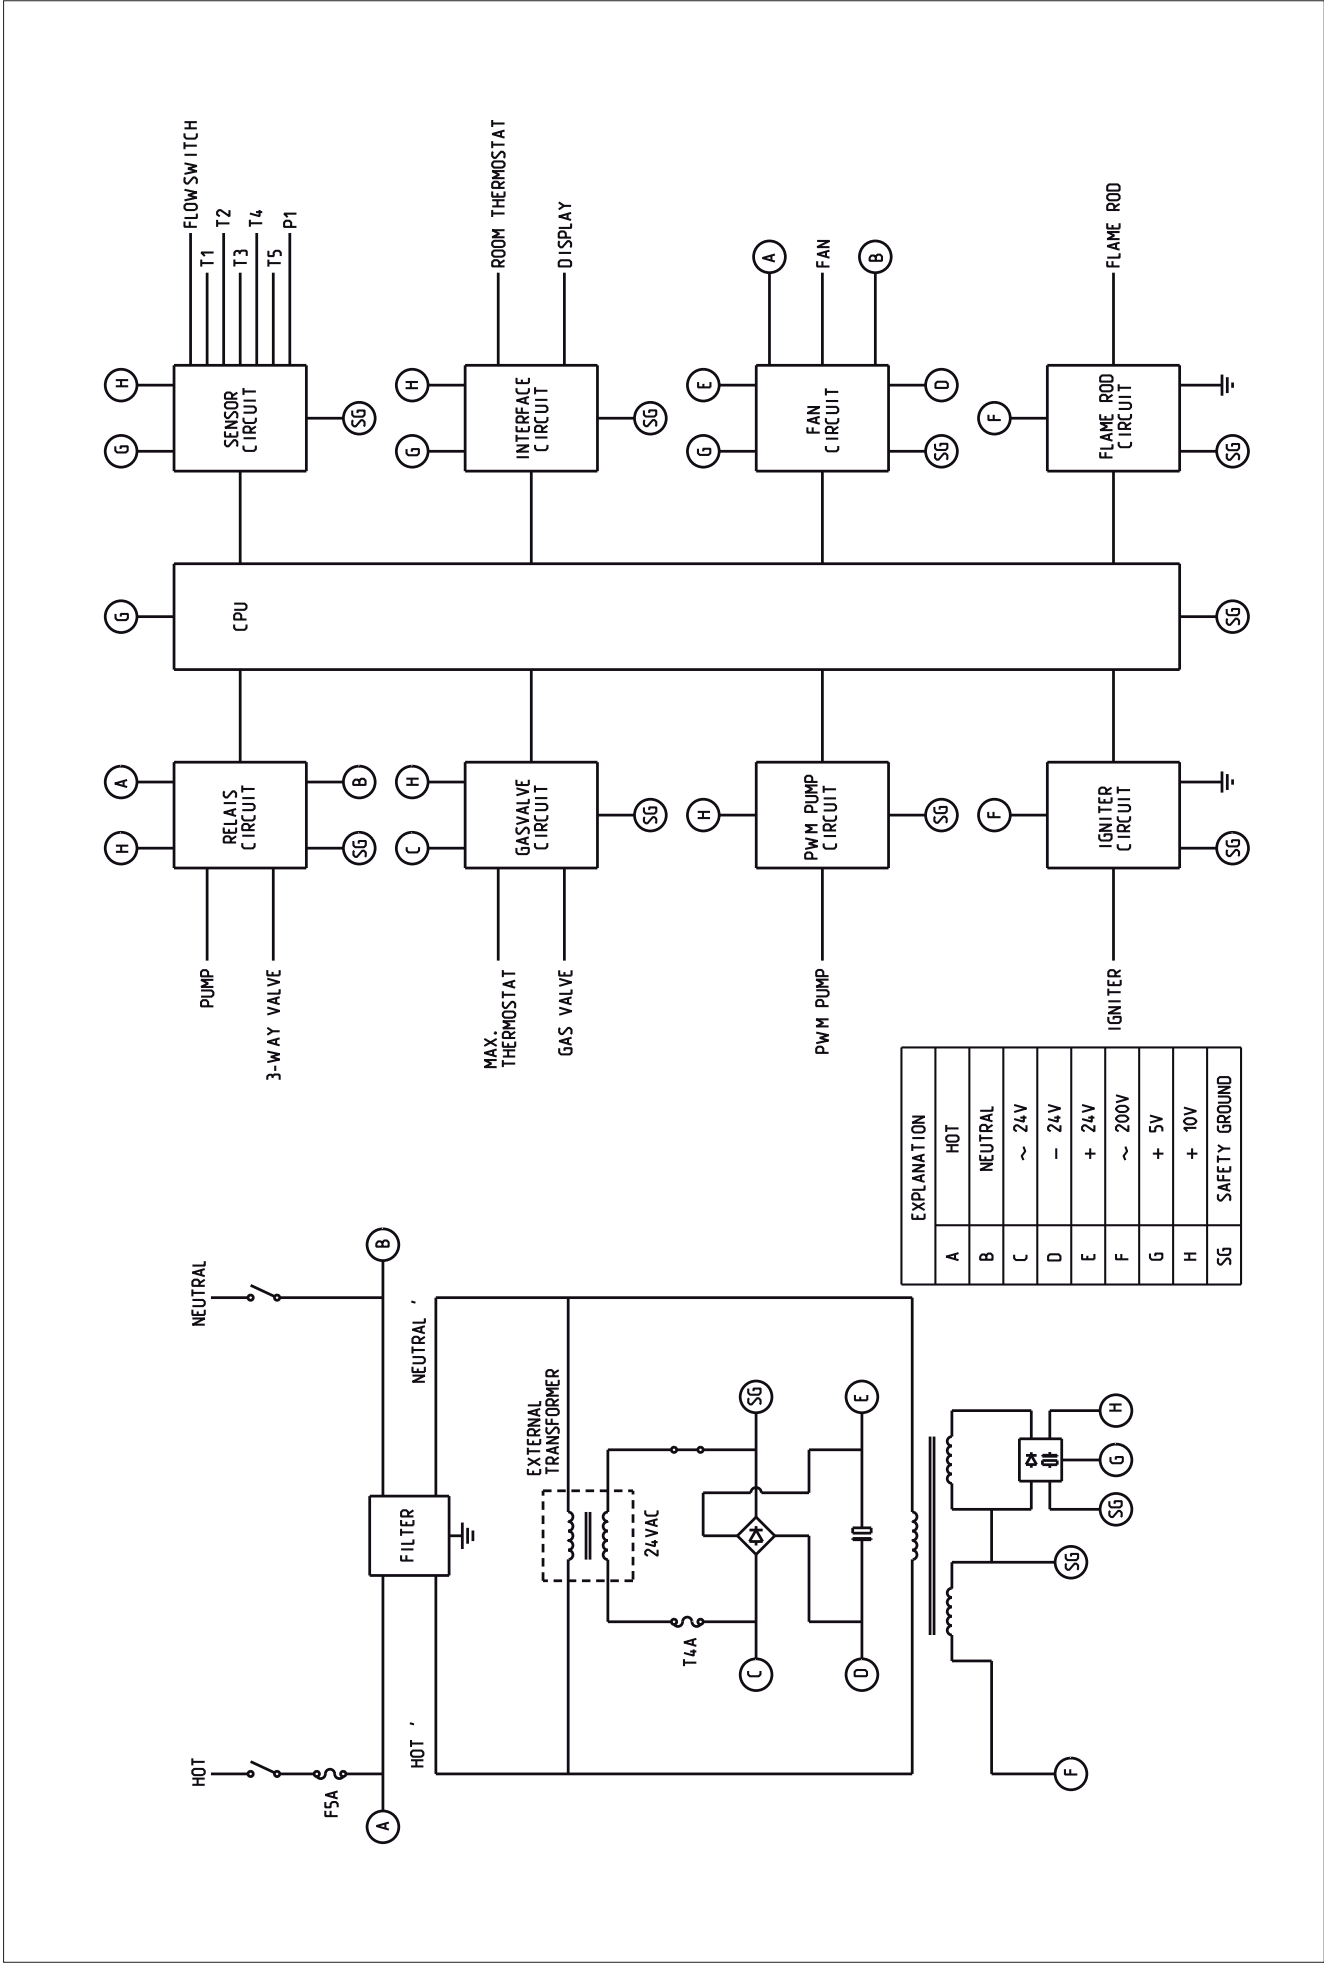 HOT
F5A
A
HOT '
NEUTRAL
B
NEUTRAL '
FILTER
EXTERNAL
TRANSFORMER
24VAC
T4A
C
SG
D
E
F
SG
SG
G
H
EXPLANATION
A HOT
B NEUTRAL
C ~ 24V
D - 24V
E + 24V
F ~ 200V
G + 5V
H + 10V
SG SAFETY GROUND
PUMP
3-WAY VALVE
H
A
RELAIS
CIRCUIT
SG
B
MAX.
THERMOSTAT
GAS VALVE
C
H
GASVALVE
CIRCUIT
SG
PWM PUMP
H
PWM PUMP
CIRCUIT
SG
IGNITER
F
IGNITER
CIRCUIT
SG
G
CPU
SG
G
H
SENSOR
CIRCUIT
SG
FLOWSWITCH
T1
T2
T3
T4
T5
P1
G
H
INTERFACE
CIRCUIT
SG
ROOM THERMOSTAT
DISPLAY
G
E
FAN
CIRCUIT
SG
D
A
FAN
B
F
FLAME ROD
CIRCUIT
SG
FLAME ROD